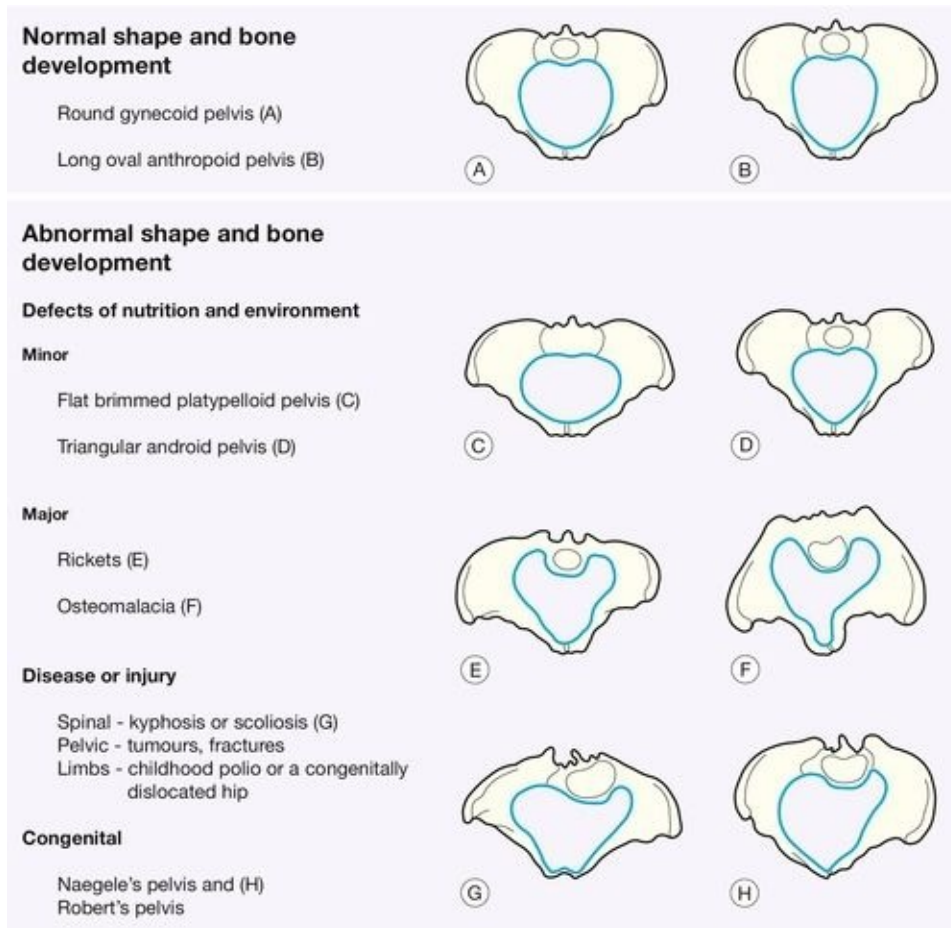 Normal shape and bone
development
Round gynecoid pelvis (A)
Long oval anthropoid pelvis (B)
A
B
Abnormal shape and bone
development
Defects of nutrition and environment
Minor
Flat brimmed platypelloid pelvis (C)
Triangular android pelvis (D)
C
D
Major
Rickets (E)
Osteomalacia (F)
E
F
Disease or injury
Spinal - kyphosis or scoliosis (G)
Pelvic - tumours, fractures
Limbs - childhood polio or a congenitally
dislocated hip
Congenital
Naegele's pelvis and (H)
Robert's pelvis
G
H